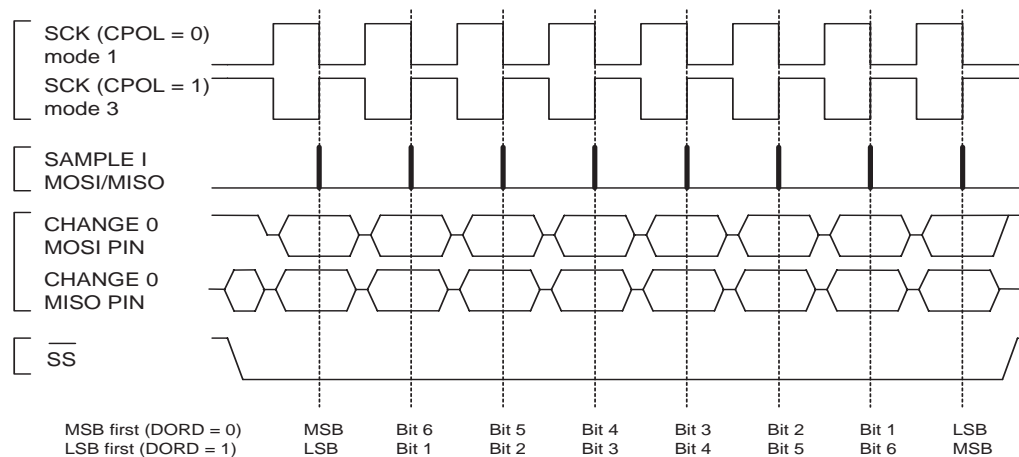 SCK (CPOL = 0)
mode 1
SCK (CPOL = 1)
mode 3
SAMPLE I
MOSI/MISO
CHANGE 0
MOSI PIN
CHANGE 0
MISO PIN
SS
MSB first (DORD = 0) MSB Bit 6 Bit 5 Bit 4 Bit 3 Bit 2 Bit 1 LSB
LSB first (DORD = 1) LSB Bit 1 Bit 2 Bit 3 Bit 4 Bit 5 Bit 6 MSB